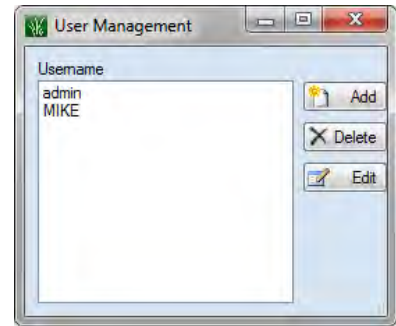 User Management
Username
admin
MIKE
Add
Delete
Edit